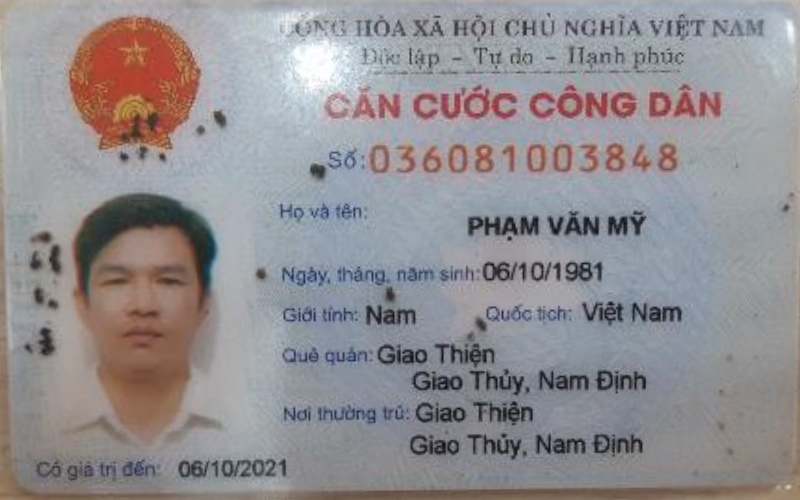 CỘNG HÒA XÃ HỘI CHỦ NGHĨA VIỆT NAM
Độc lập - Tự do - Hạnh phúc
CĂN CƯỚC CÔNG DÂN
Số: 036081003848
Họ và tên: PHẠM VĂN MỸ
Ngày, tháng, năm sinh: 06/10/1981
Giới tính: Nam Quốc tịch: Việt Nam
Quê quán: Giao Thiện
Giao Thủy, Nam Định
Nơi thường trú: Giao Thiện
Giao Thủy, Nam Định
Có giá trị đến: 06/10/2021